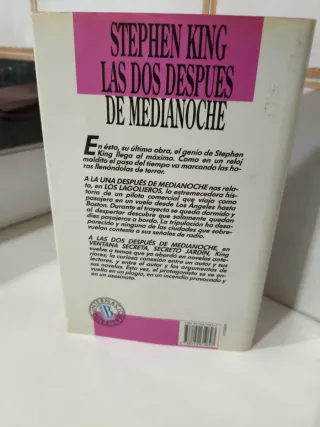 STEPHEN KING
LAS DOS DESPUES
DE MEDIANOCHE
En ésta, su última obra, el genio de Stephen
King llega al máximo. Como en un reloj
maldito el paso del tiempo va marcando las ho-
ras llenándolas de terror.
A LA UNA DESPUÉS DE MEDIANOCHE nos rela-
ta, en LOS LAGOLIEROS, la estremecedora his-
toria de un piloto comercial que viaja como
pasajero en un vuelo desde Los Ángeles hasta
Boston. Durante el trayecto se queda dormido y
al despertar descubre que solamente quedan
diez pasajeros a bordo. La tripulación ha desa-
parecido y ninguna de las ciudades que sobre-
vuelan contesta a sus señales de radio.
A LAS DOS DESPUÉS DE MEDIANOCHE, en
VENTANA SECRETA, SECRETO JARDÍN, King
vuelve a temas que ya abordó en novelas ante-
riores; la curiosa conexión entre un autor y sus
lectores, y entre el autor y los argumentos de
sus novelas. Esta vez, el protagonista se ve en-
vuelto en un plagio, en un incendio provocado y
en un asesinato.
B